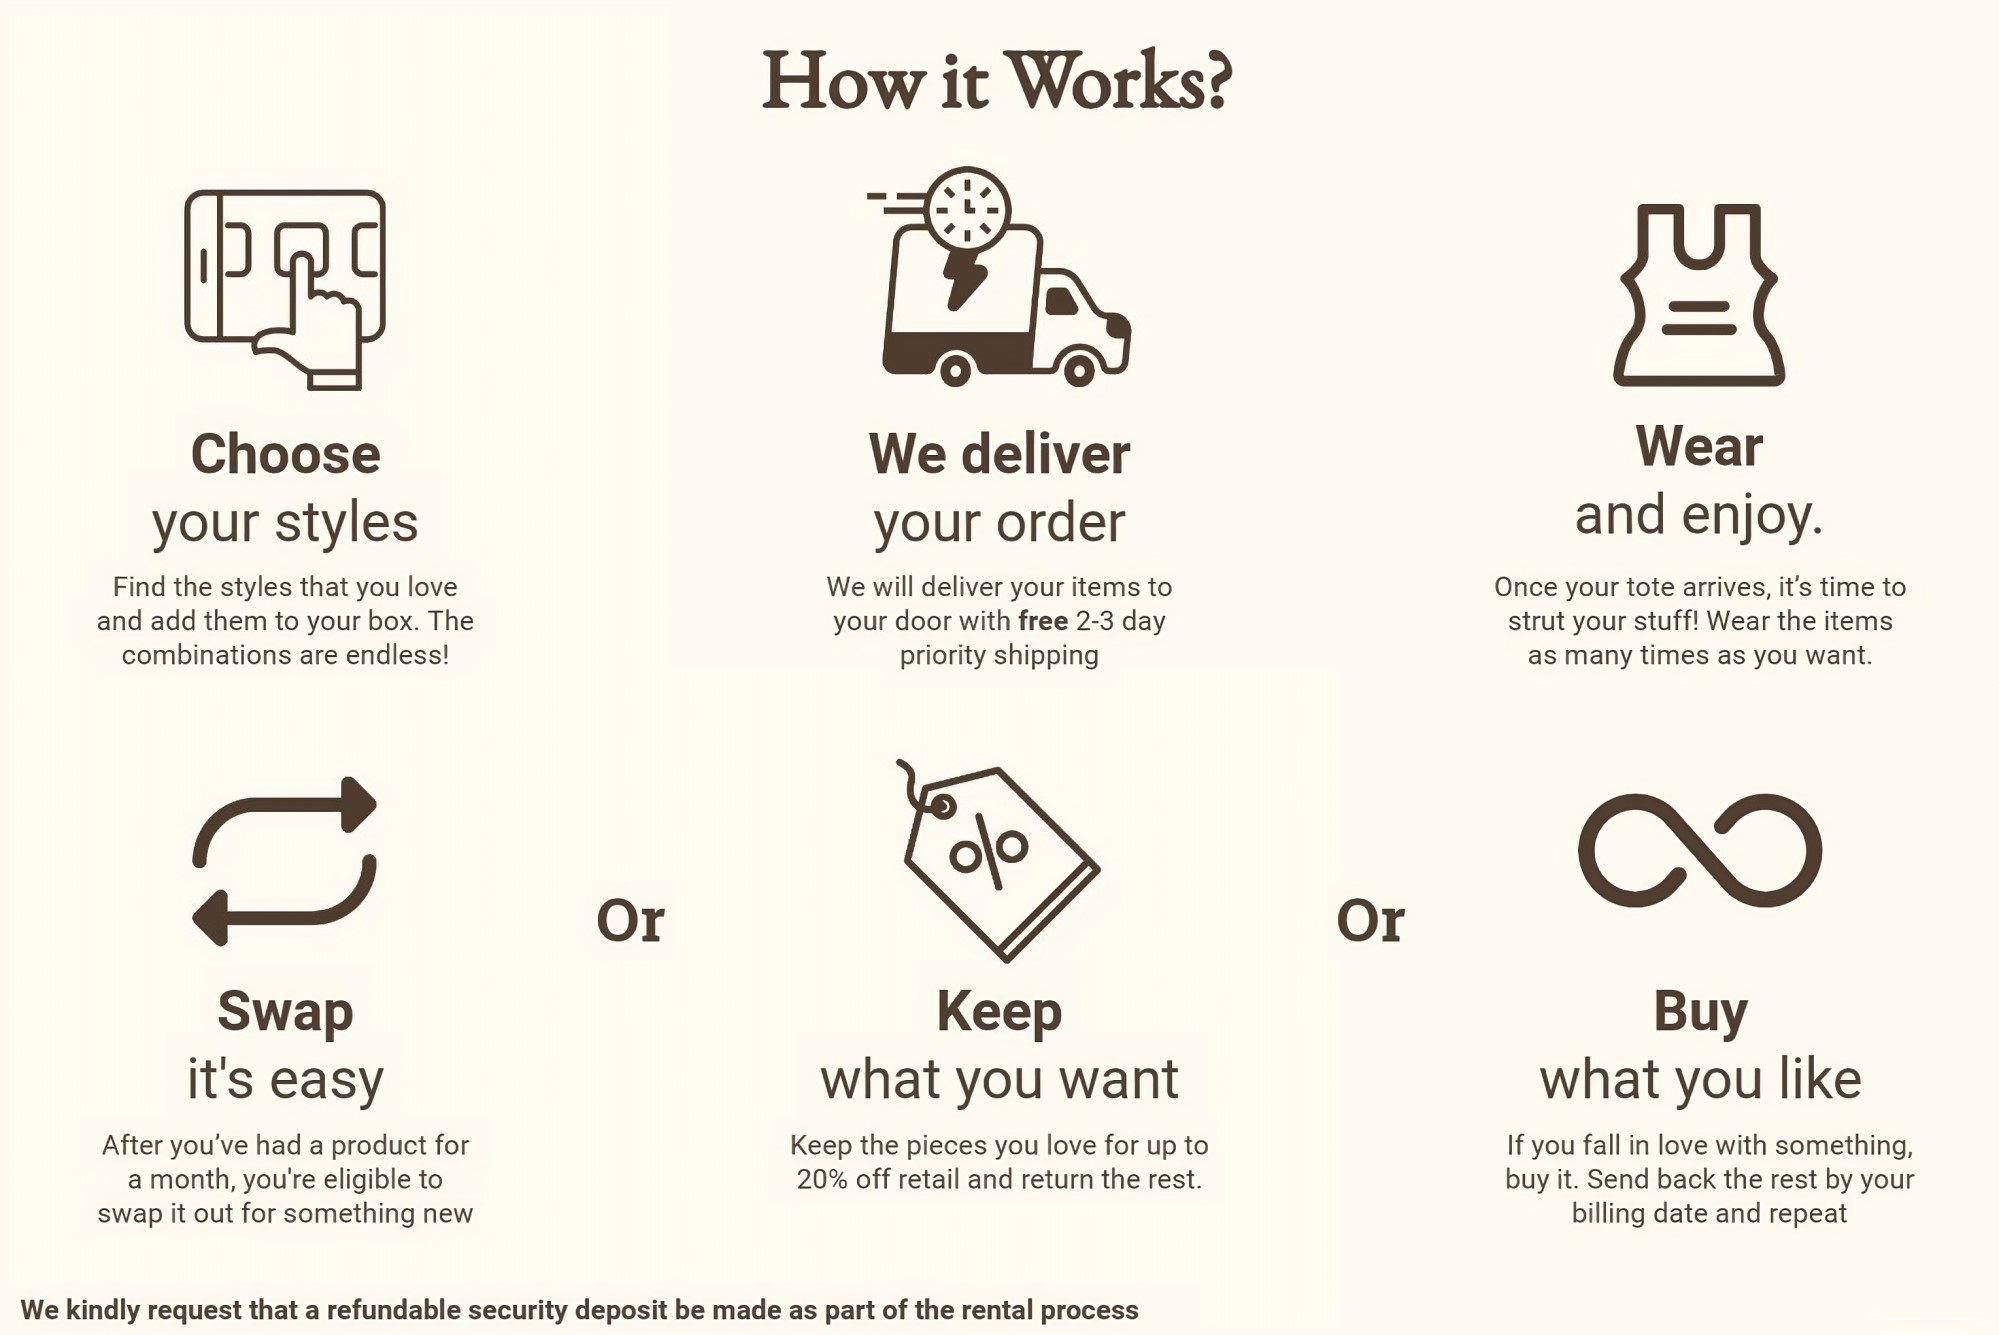 How it Works?
Choose
your styles
Find the styles that you love
and add them to your box. The
combinations are endless!
We deliver
your order
We will deliver your items to
your door with free 2-3 day
priority shipping
Wear
and enjoy.
Once your tote arrives, it’s time to
strut your stuff! Wear the items
as many times as you want.
Swap
it's easy
After you’ve had a product for
a month, you're eligible to
swap it out for something new
Or
Keep
what you want
Keep the pieces you love for up to
20% off retail and return the rest.
Or
Buy
what you like
If you fall in love with something,
buy it. Send back the rest by your
billing date and repeat
We kindly request that a refundable security deposit be made as part of the rental process